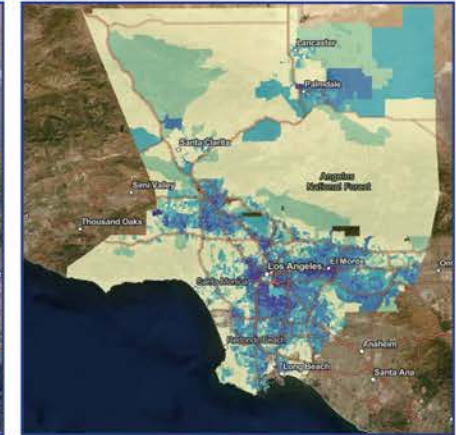 Lancaster
Palmdale
Santa Clarita
Angeles
National Forest
Simi Valley
Thousand Oaks
Los Angeles
El Monte
Santa Monica
Redondo Beach
Anaheim
Long Beach
Santa Ana